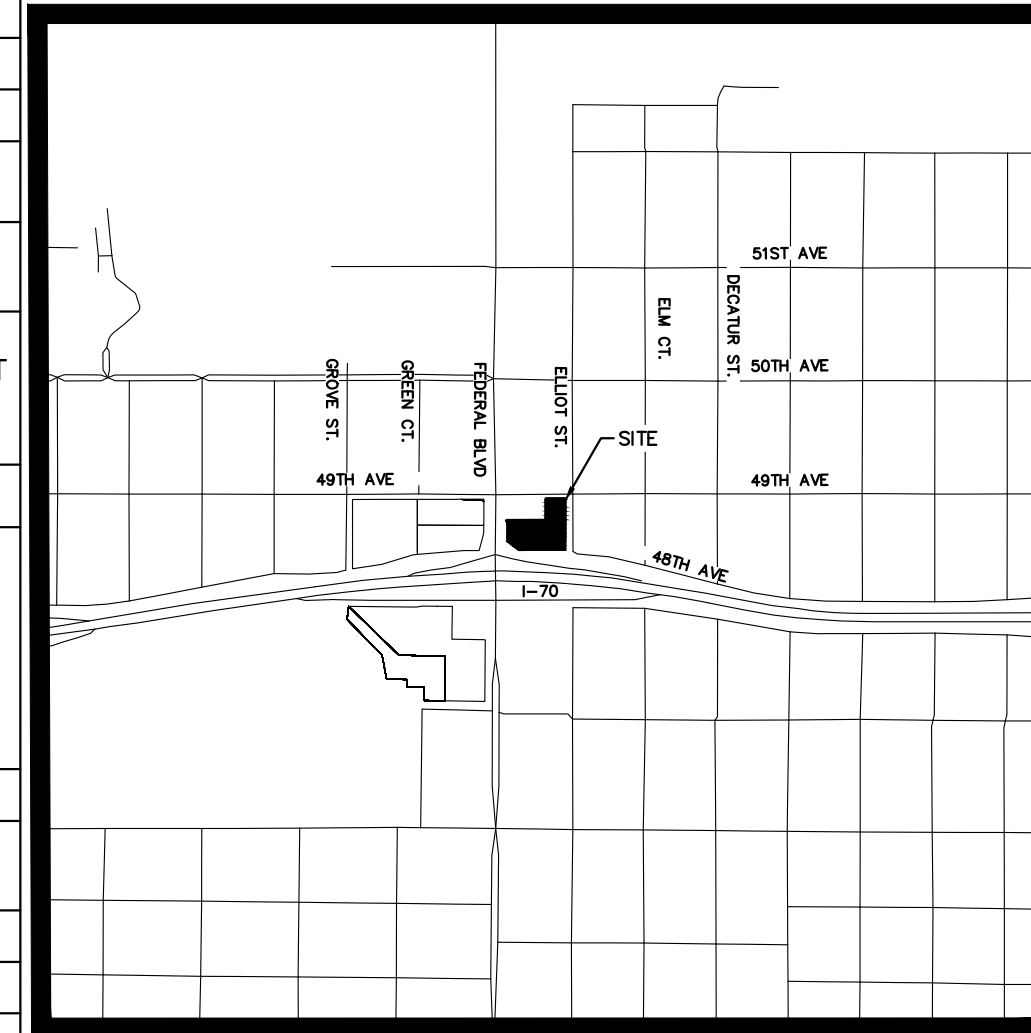 51ST AVE
DECATUR ST.
ELM CT.
50TH AVE
GROVE ST.
GREEN CT.
FEDERAL BLVD
ELLIOT ST.
SITE
49TH AVE
49TH AVE
48TH AVE
I-70
T